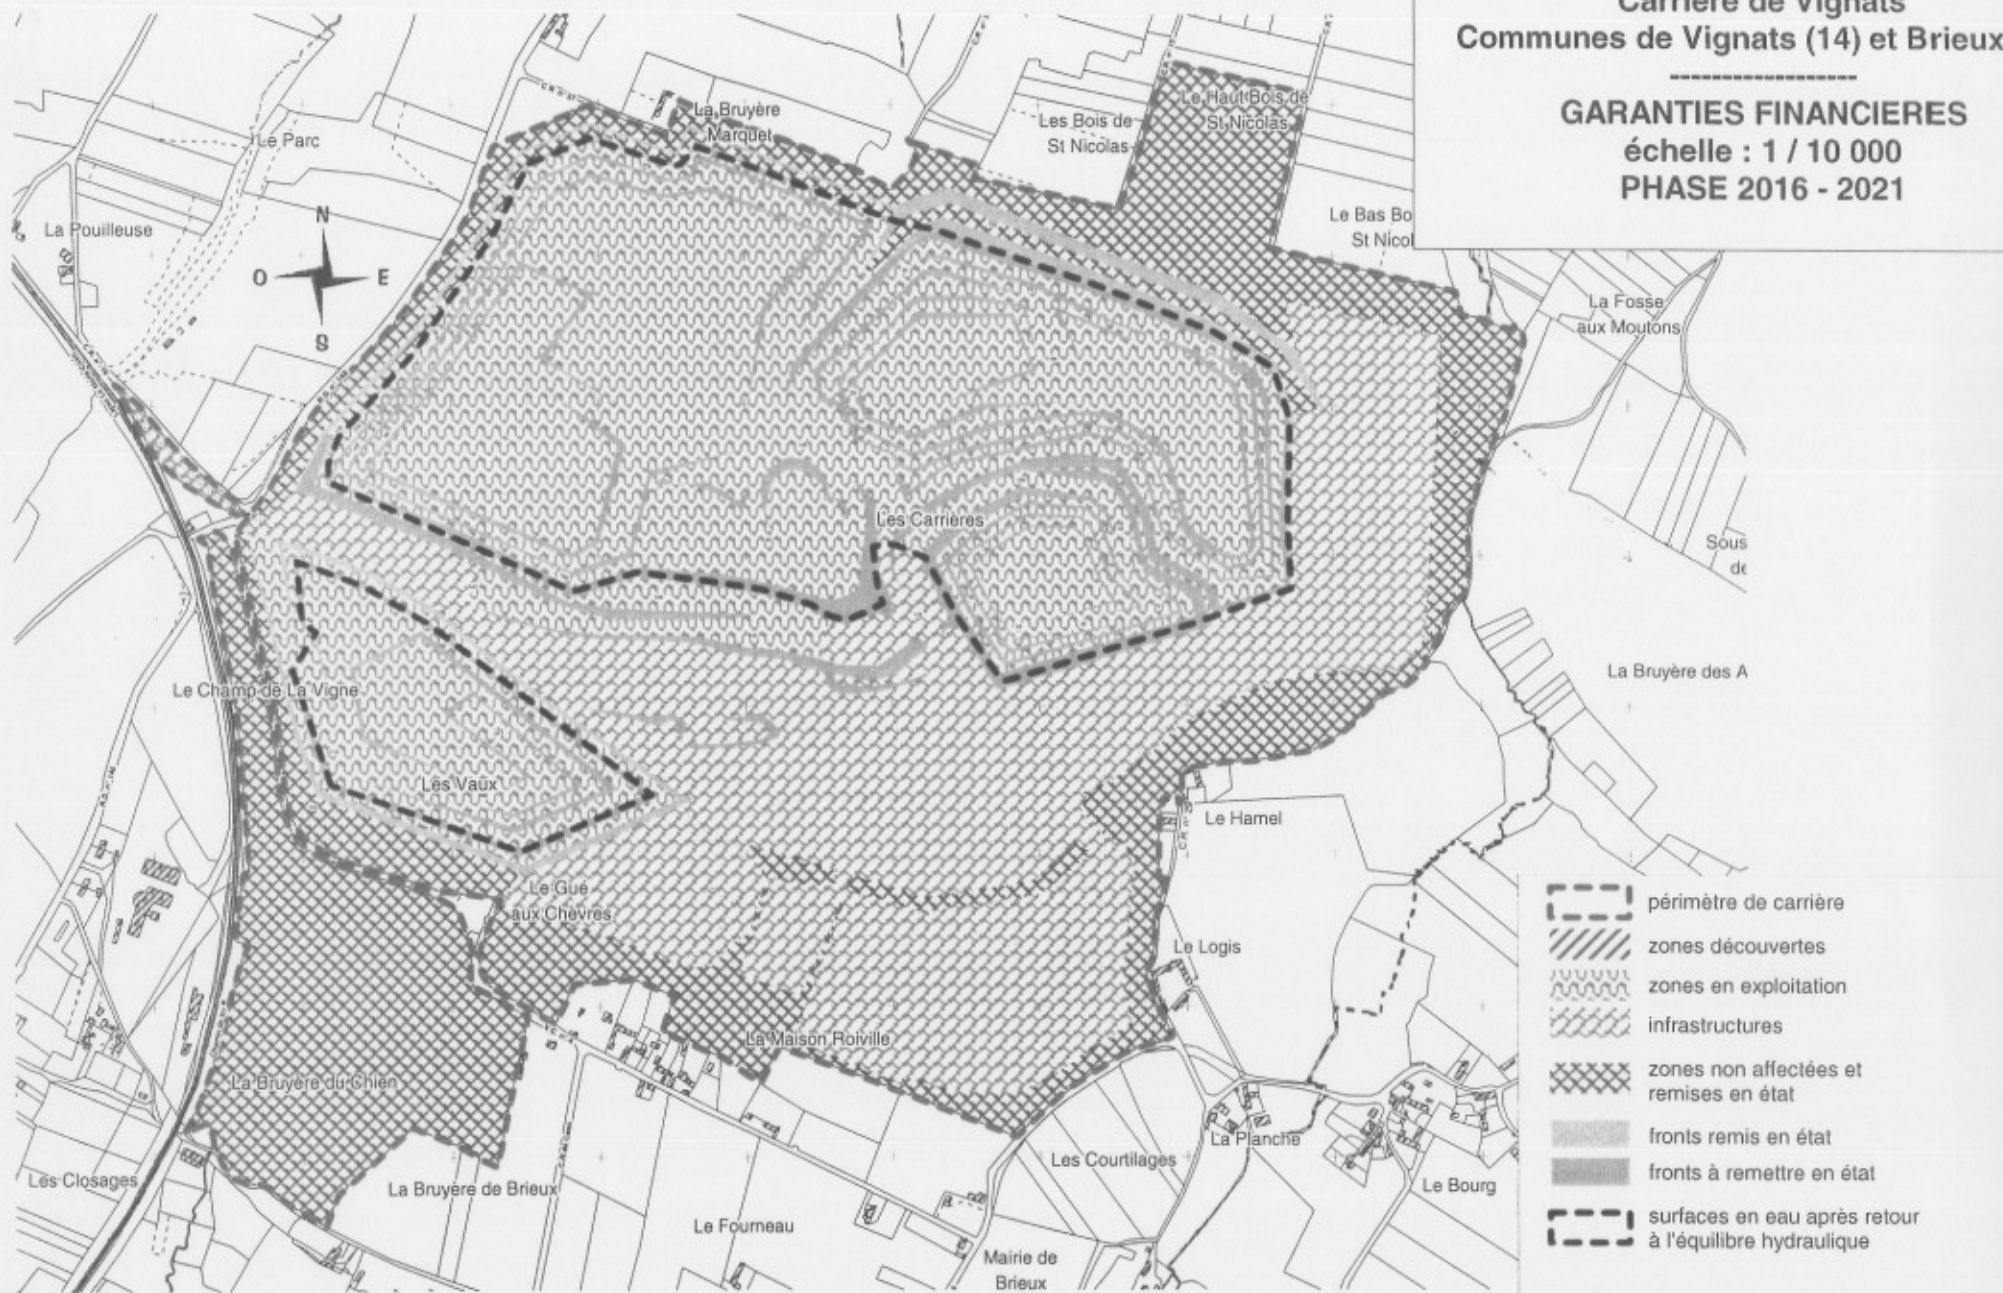 Carrière de Vignats
Communes de Vignats (14) et Brieux
------------------
GARANTIES FINANCIERES
échelle : 1 / 10 000
PHASE 2016 - 2021
La Bruyère
Marquet
Le Haut Bois de
St Nicolas
Les Bois de
St Nicolas
Le Parc
La Pouilleuse
N
O
E
S
Le Bas Bo
St Nicol
La Fosse
aux Moutons
Les Carrières
Sous
de
La Bruyère des A
Le Champ de La Vigne
Les Vaux
Le Hamel
Le Gué
aux Chèvres
Le Logis
La Maison Roiville
La Bruyère du Chien
La Planche
Les Courtilages
Les Closages
La Bruyère de Brieux
Le Bourg
Le Fourneau
Mairie de
Brieux
périmètre de carrière
zones découvertes
zones en exploitation
infrastructures
zones non affectées et
remises en état
fronts remis en état
fronts à remettre en état
surfaces en eau après retour
à l'équilibre hydraulique